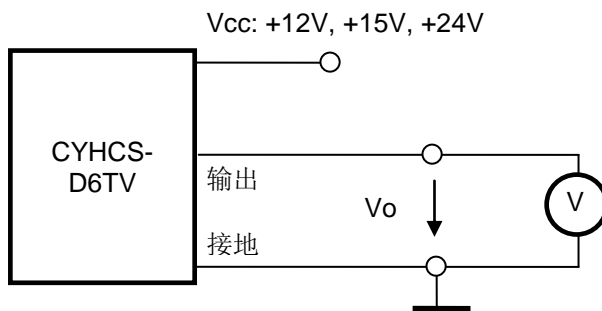 Vcc: +12V, +15V, +24V
CYHCS-
D6TV
输出
Vo
V
接地